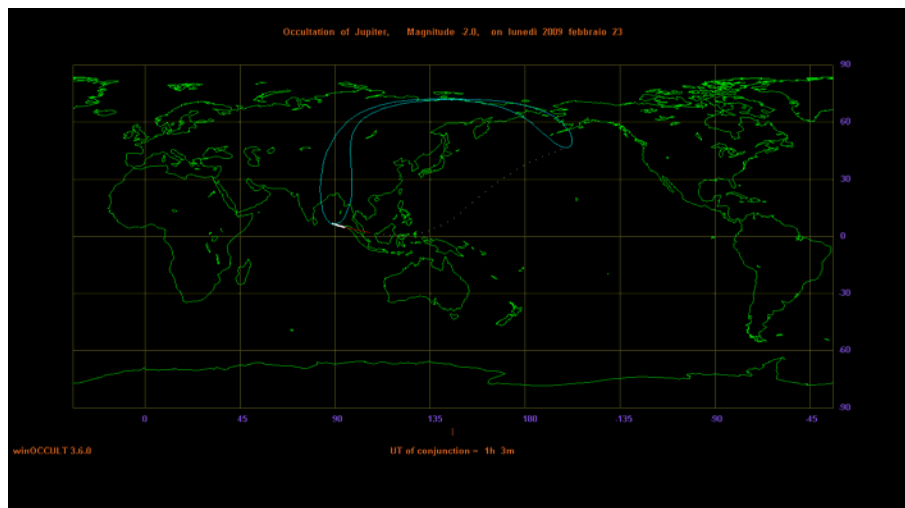 Occultation of Jupiter, Magnitude -2.0, on lunedì 2009 febbraio 23
90
60
30
0
-30
-60
-90
0 45 90 135 180 -135 -90 -45
winOCCULT 3.6.0 UT of conjunction = 1h 3m